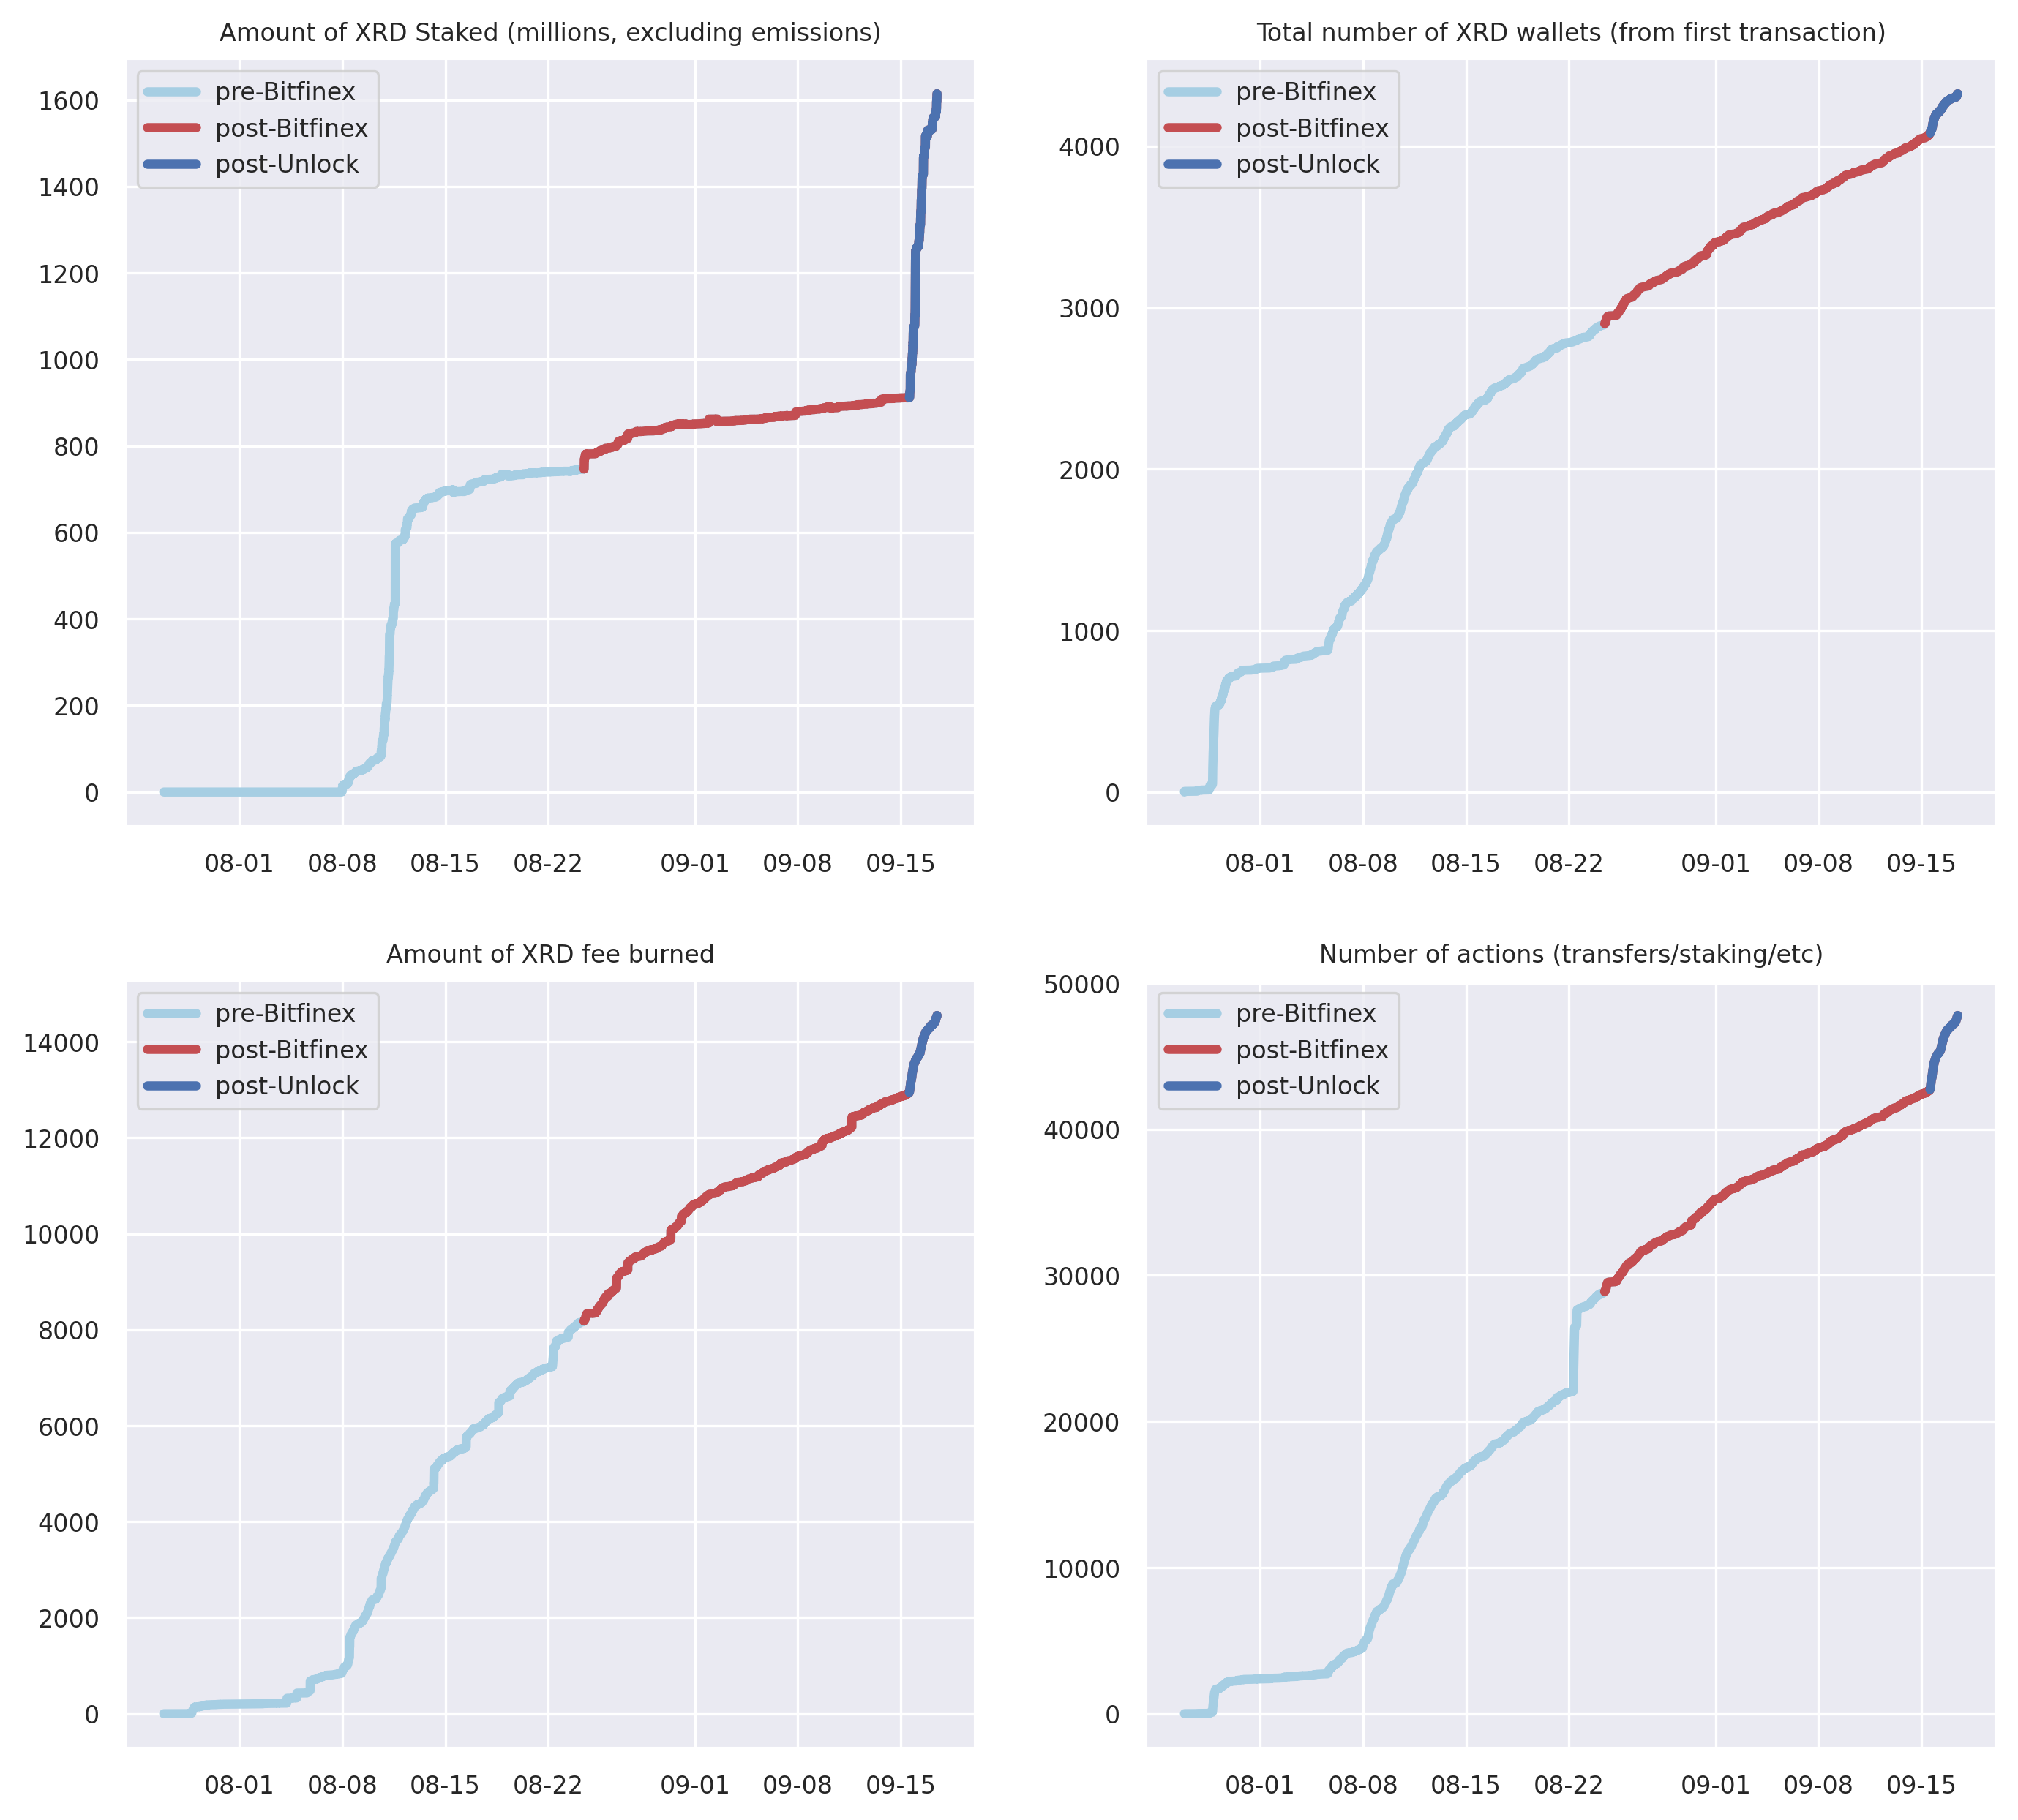 Amount of XRD Staked (millions, excluding emissions)
pre-Bitfinex
post-Bitfinex
post-Unlock
1600
1400
1200
1000
800
600
400
200
0
08-01 08-08 08-15 08-22 09-01 09-08 09-15
Total number of XRD wallets (from first transaction)
pre-Bitfinex
post-Bitfinex
post-Unlock
4000
3000
2000
1000
0
08-01 08-08 08-15 08-22 09-01 09-08 09-15
Amount of XRD fee burned
pre-Bitfinex
post-Bitfinex
post-Unlock
14000
12000
10000
8000
6000
4000
2000
0
08-01 08-08 08-15 08-22 09-01 09-08 09-15
Number of actions (transfers/staking/etc)
pre-Bitfinex
post-Bitfinex
post-Unlock
50000
40000
30000
20000
10000
0
08-01 08-08 08-15 08-22 09-01 09-08 09-15